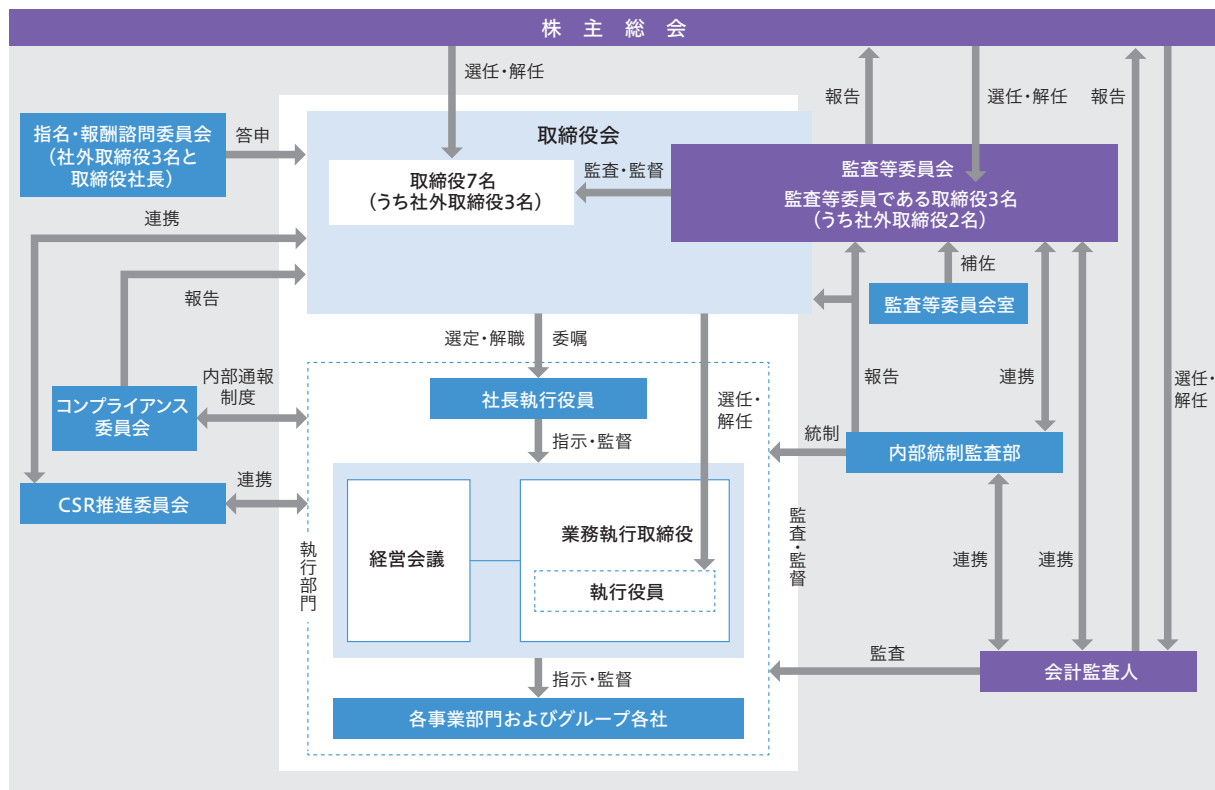 株主総会
選任・解任
報告
選任・解任
報告
指名・報酬諮問委員会
（社外取締役3名と
取締役社長）
答申
取締役会
取締役7名
（うち社外取締役3名）
監査・監督
監査等委員会
監査等委員である取締役3名
（うち社外取締役2名）
連携
報告
補佐
監査等委員会室
選定・解職
委嘱
内部通報
制度
コンプライアンス
委員会
社長執行役員
選任・
解任
報告
連携
選任・
解任
指示・監督
統制
内部統制監査部
連携
CSR推進委員会
執行部門
経営会議
業務執行取締役
執行役員
監査・監督
連携
連携
監査
会計監査人
指示・監督
各事業部門およびグループ各社